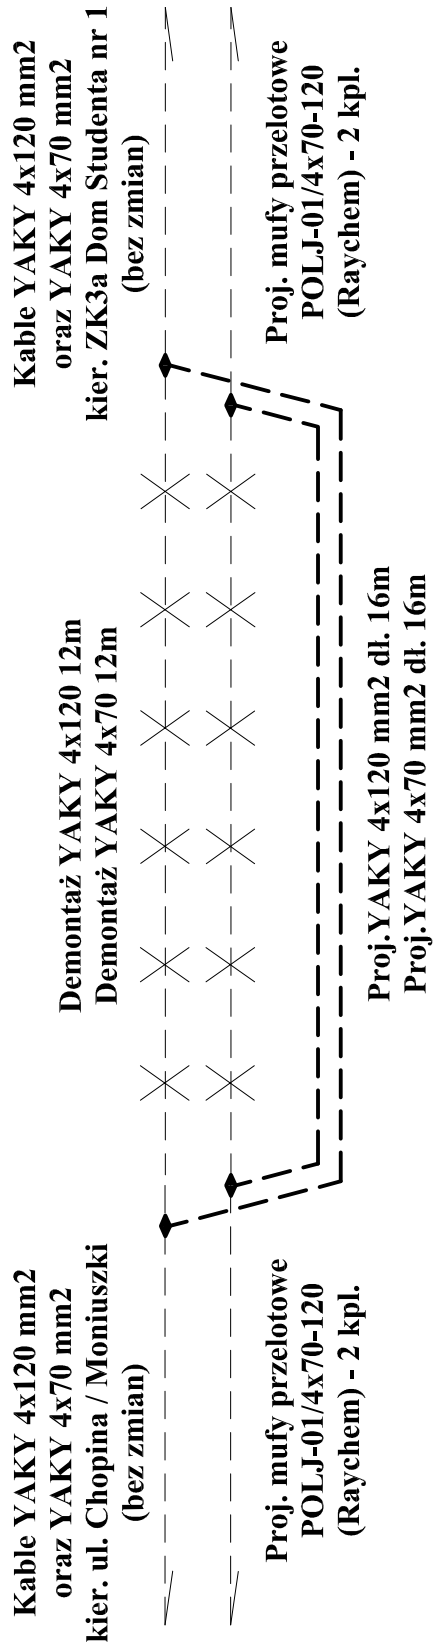 Kable YAKY 4x120 mm2
oraz YAKY 4x70 mm2
kier. ul. Chopina / Moniuszki
(bez zmian)
Demontaż YAKY 4x120 12m
Demontaż YAKY 4x70 12m
Kable YAKY 4x120 mm2
oraz YAKY 4x70 mm2
kier. ZK3a Dom Studenta nr 1
(bez zmian)
Proj. mufy przelotowe
POLJ-01/4x70-120
(Raychem) - 2 kpl.
Proj.YAKY 4x120 mm2 dł. 16m
Proj.YAKY 4x70 mm2 dł. 16m
Proj. mufy przelotowe
POLJ-01/4x70-120
(Raychem) - 2 kpl.